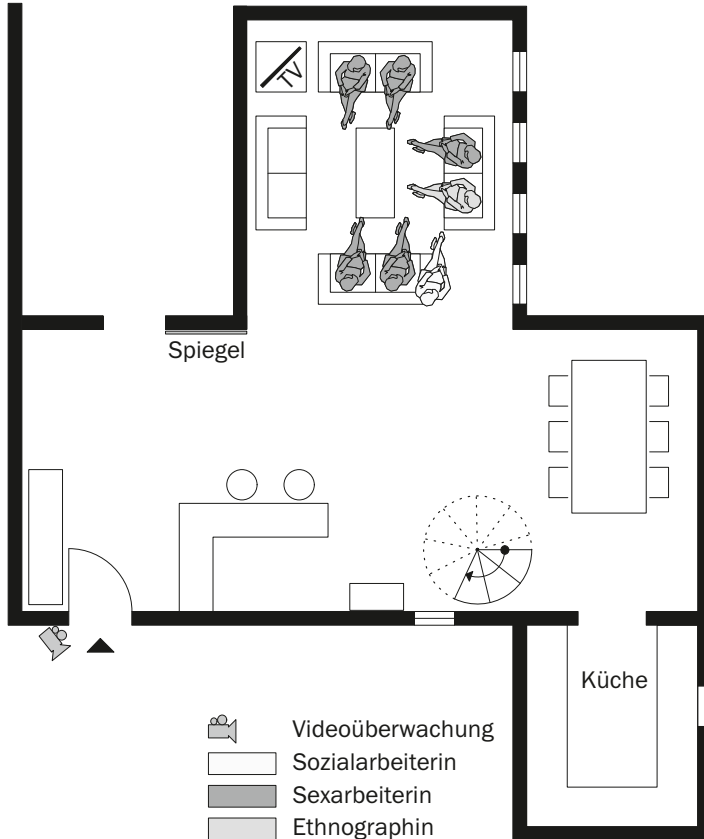 TV
Spiegel
Küche
Videoüberwachung
Sozialarbeiterin
Sexarbeiterin
Ethnographin